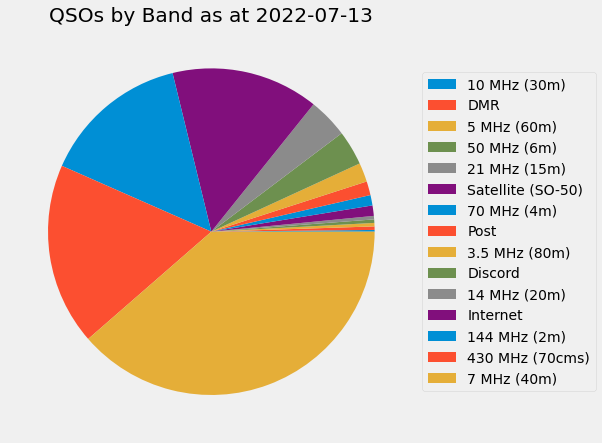 QSOs by Band as at 2022-07-13
10 MHz (30m)
DMR
5 MHz (60m)
50 MHz (6m)
21 MHz (15m)
Satellite (SO-50)
70 MHz (4m)
Post
3.5 MHz (80m)
Discord
14 MHz (20m)
Internet
144 MHz (2m)
430 MHz (70cms)
7 MHz (40m)